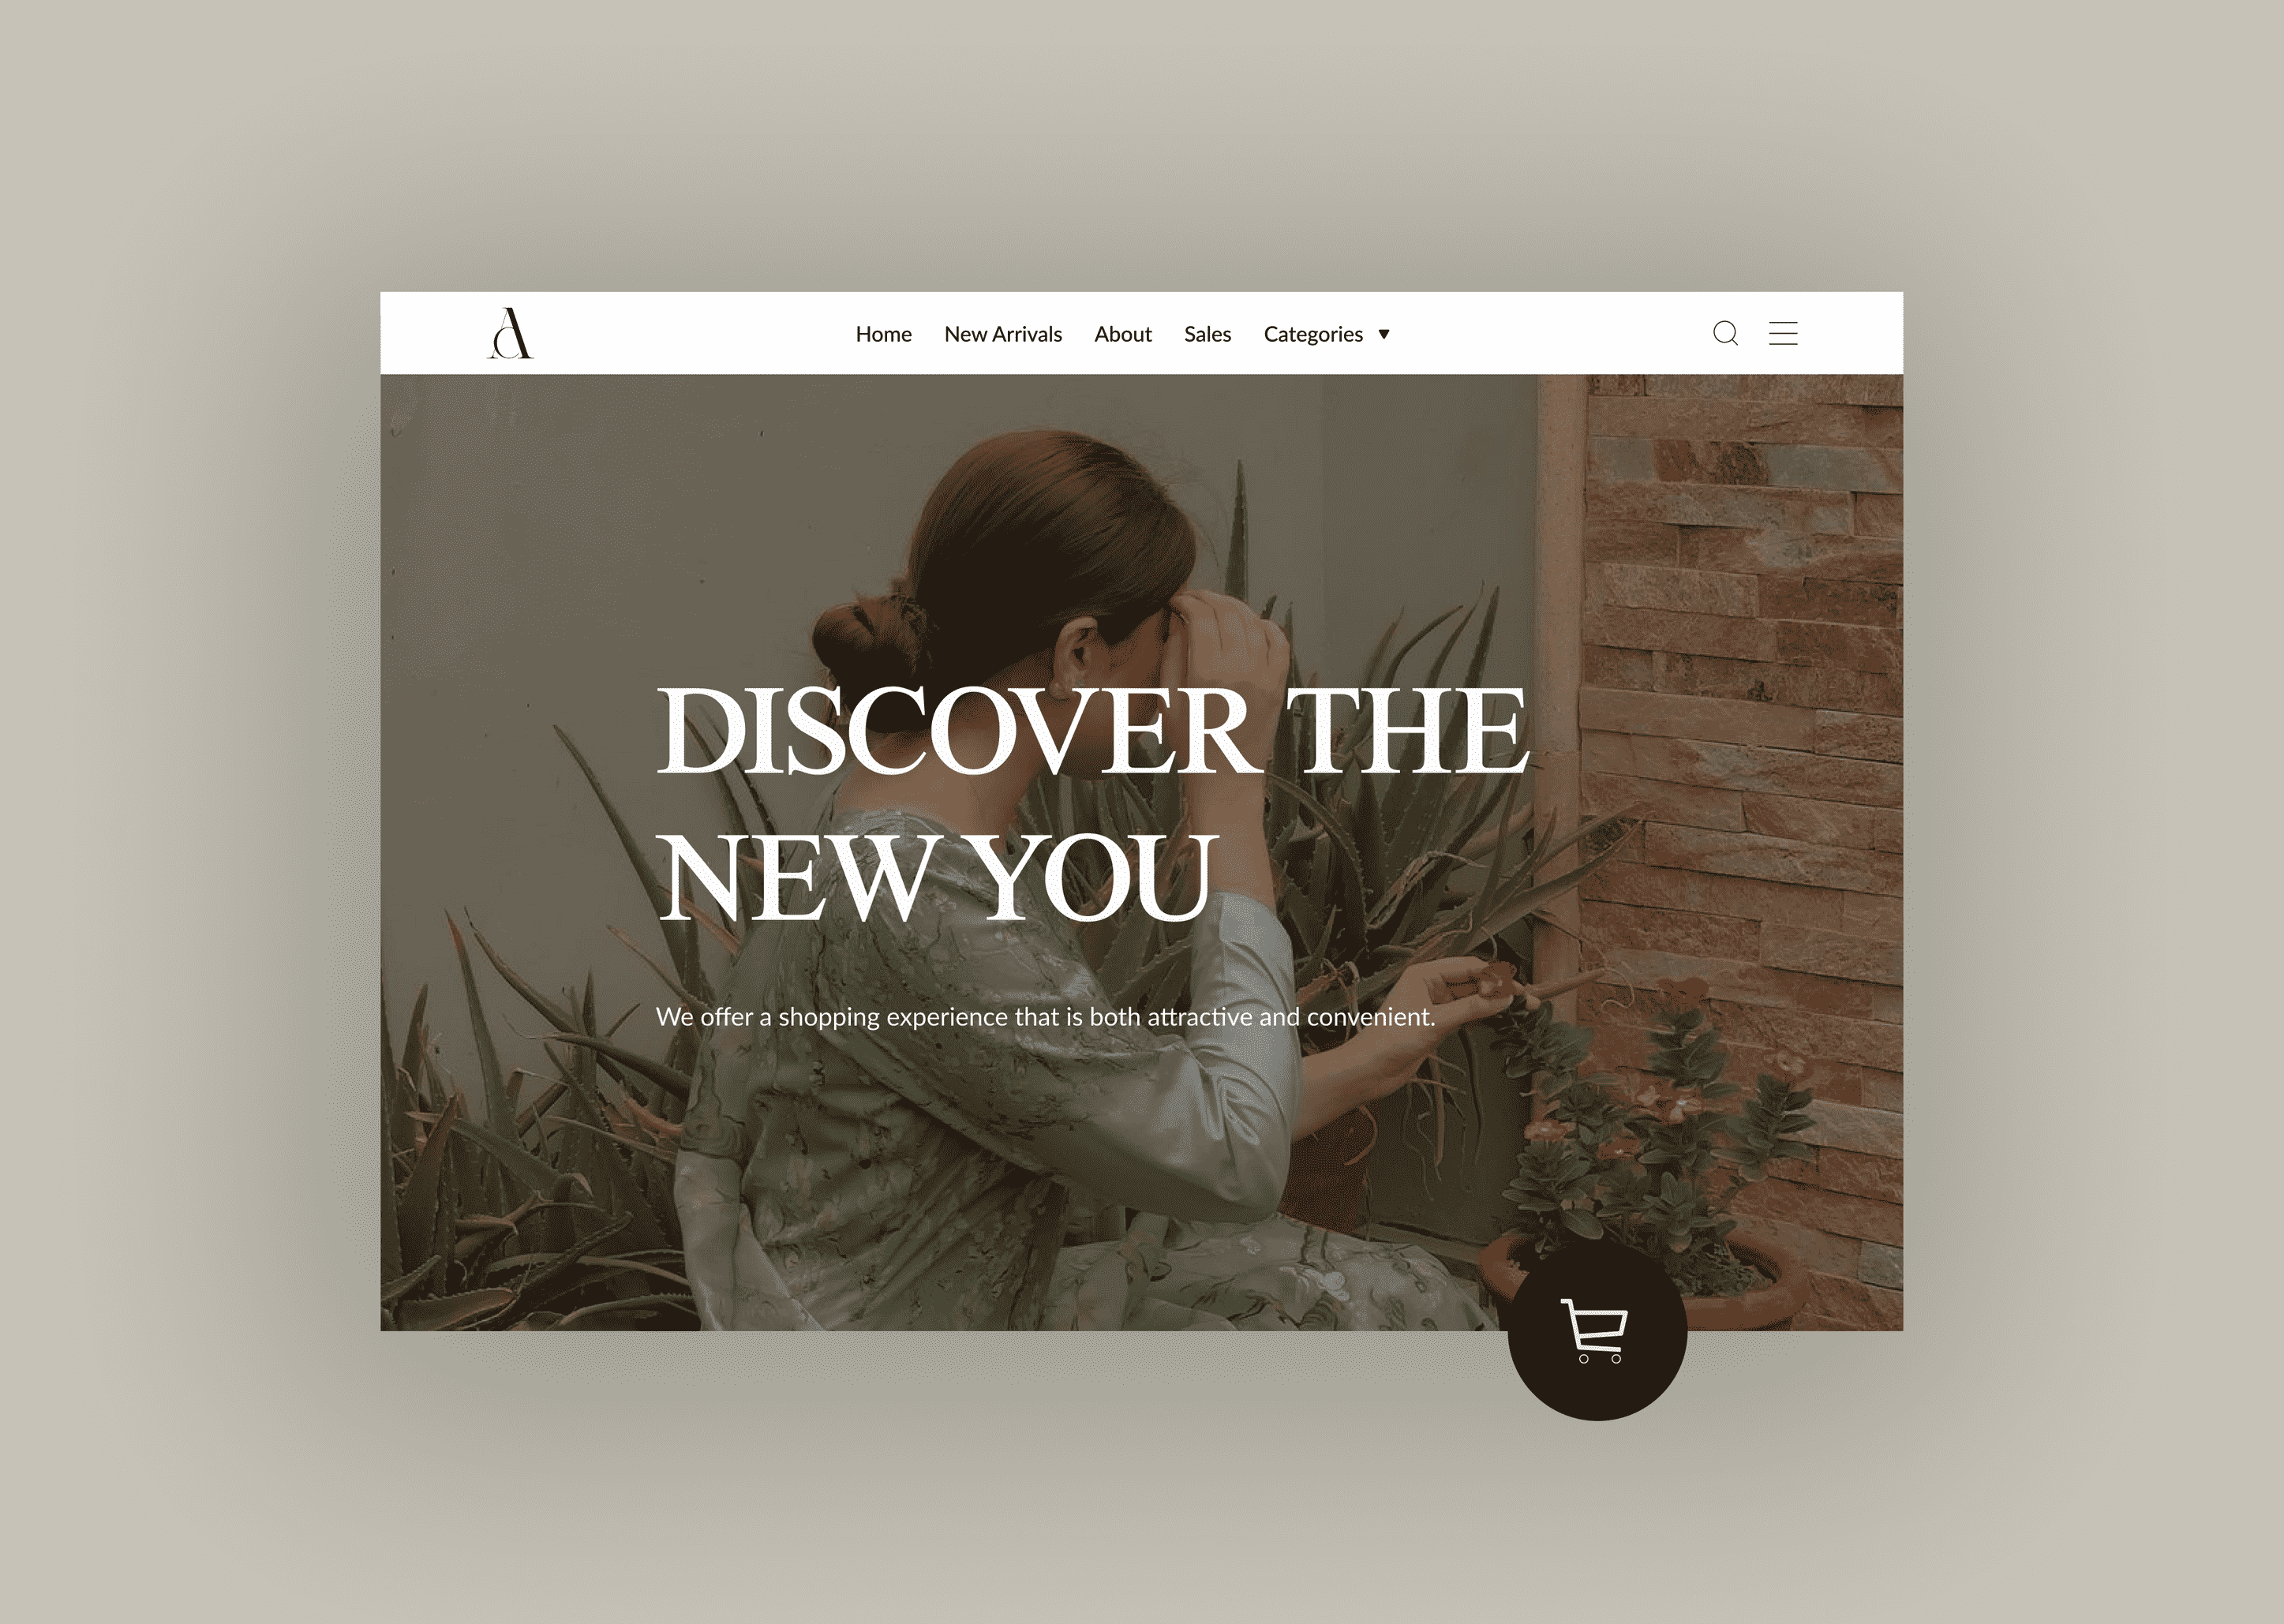 A
Home New Arrivals About Sales Categories
DISCOVER THE
NEW YOU
We offer a shopping experience that is both attractive and convenient.